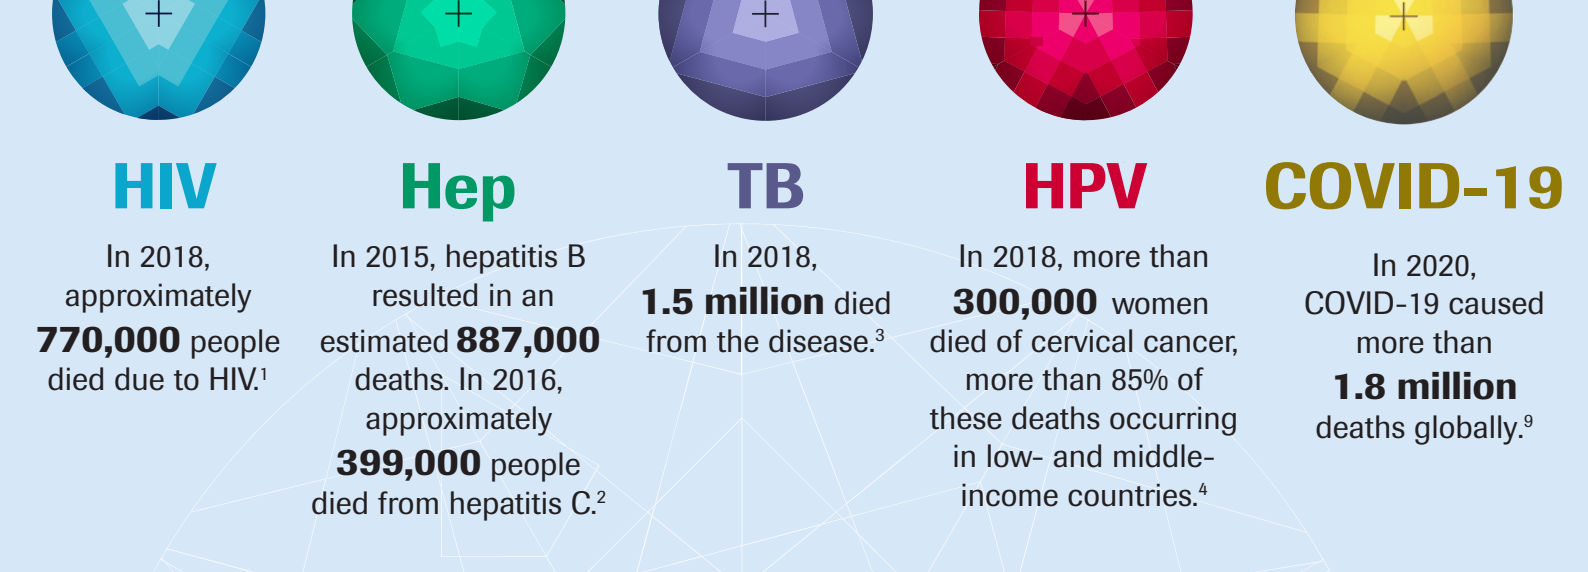 HIV
In 2018,
approximately
770,000 people
died due to HIV.¹
Hep
In 2015, hepatitis B
resulted in an
estimated 887,000
deaths. In 2016,
approximately
399,000 people
died from hepatitis C.²
TB
In 2018,
1.5 million died
from the disease.³
HPV
In 2018, more than
300,000 women
died of cervical cancer,
more than 85% of
these deaths occurring
in low- and middle-
income countries.⁴
COVID-19
In 2020,
COVID-19 caused
more than
1.8 million
deaths globally.⁹